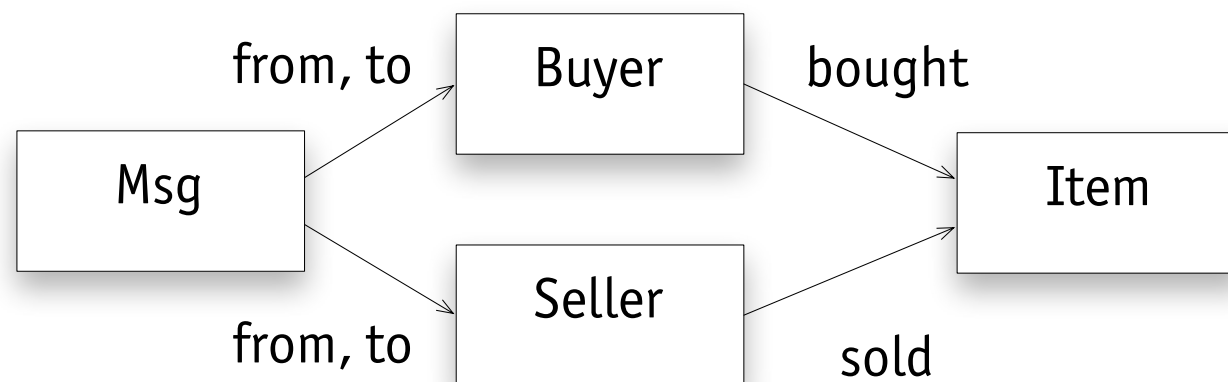 from, to
Buyer
bought
Msg
Item
Seller
from, to
sold